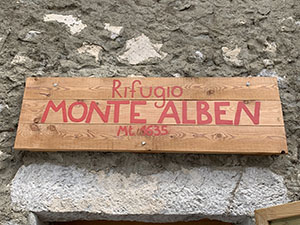 Rifugio
MONTE ALBEN
Mt. 1635